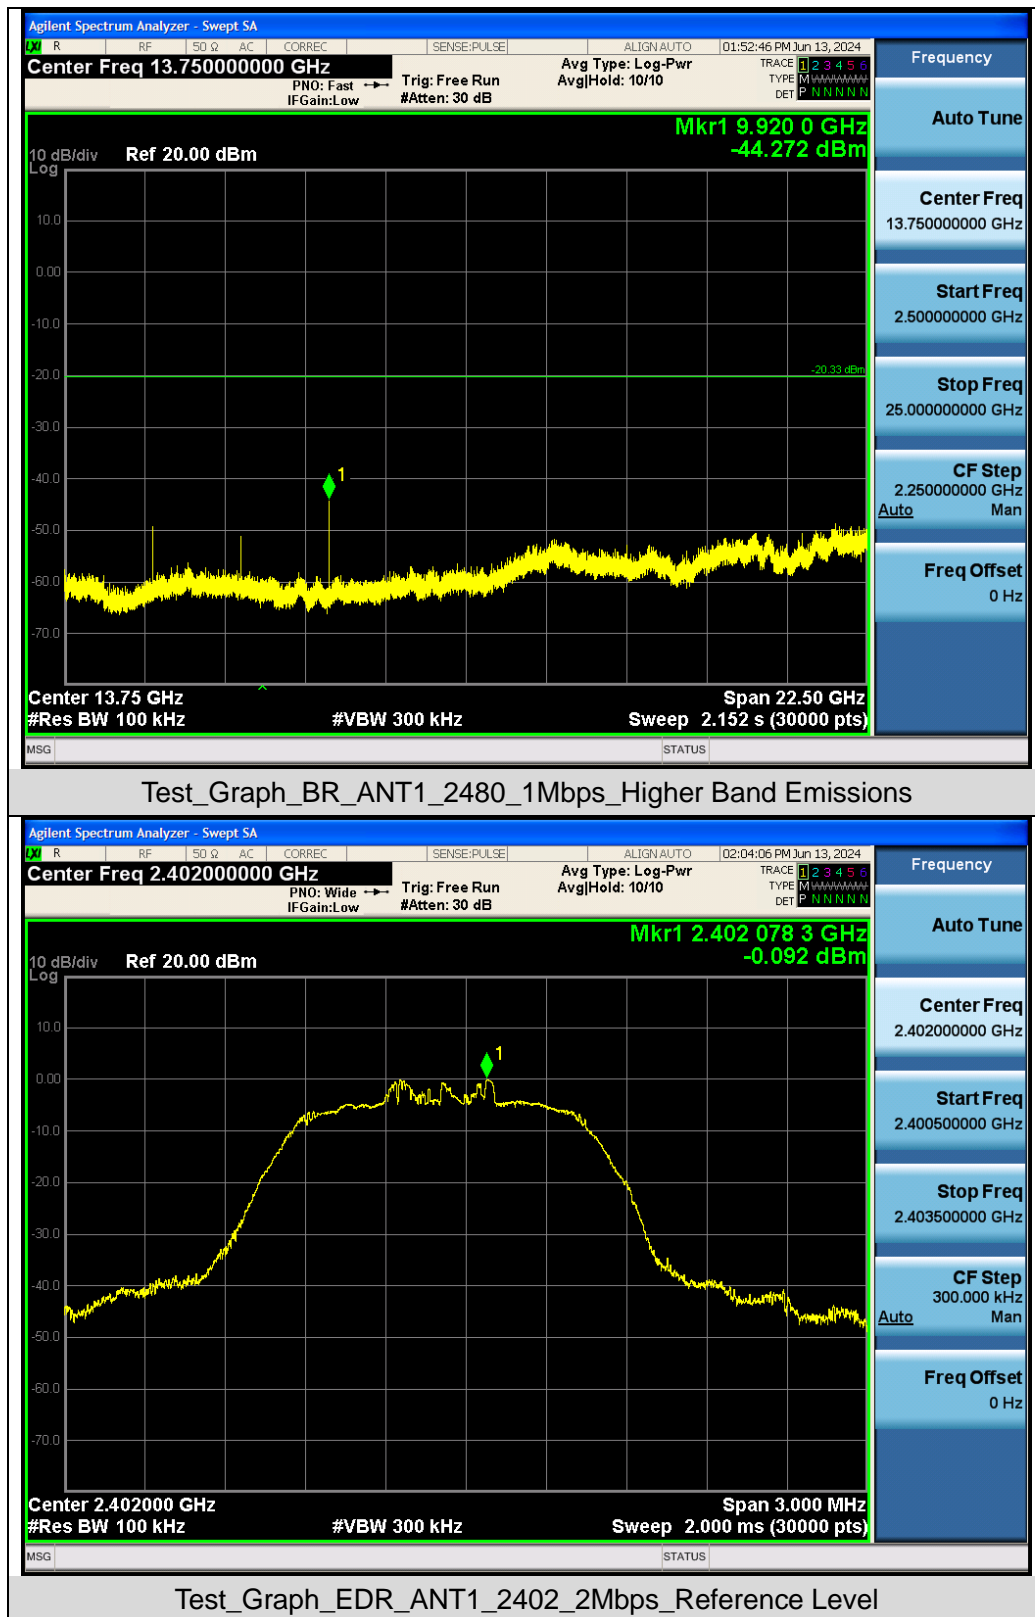 Agilent Spectrum Analyzer - Swept SA
LXI R RF 50 Ω AC CORREC SENSE:PULSE ALIGN AUTO 01:52:46 PM Jun 13, 2024
Center Freq 13.750000000 GHz
PNO: Fast
IFGain:Low
Trig: Free Run
#Atten: 30 dB
Avg Type: Log-Pwr
Avg|Hold: 10/10
TRACE 1 2 3 4 5 6
TYPE M
DET P N N N N N
Mkr1 9.920 0 GHz
-44.272 dBm
10 dB/div
Log
Ref 20.00 dBm
10.0
0.00
-10.0
-20.0
-20.33 dBm
-30.0
-40.0
1
-50.0
-60.0
-70.0
Center 13.75 GHz
Span 22.50 GHz
#Res BW 100 kHz
#VBW 300 kHz
Sweep 2.152 s (30000 pts)
MSG
STATUS
Frequency
Auto Tune
Center Freq
13.750000000 GHz
Start Freq
2.500000000 GHz
Stop Freq
25.000000000 GHz
CF Step
2.250000000 GHz
Auto Man
Freq Offset
0 Hz
Test_Graph_BR_ANT1_2480_1Mbps_Higher Band Emissions
Agilent Spectrum Analyzer - Swept SA
LXI R RF 50 Ω AC CORREC SENSE:PULSE ALIGN AUTO 02:04:06 PM Jun 13, 2024
Center Freq 2.402000000 GHz
PNO: Wide
IFGain:Low
Trig: Free Run
#Atten: 30 dB
Avg Type: Log-Pwr
Avg|Hold: 10/10
TRACE 1 2 3 4 5 6
TYPE M
DET P N N N N N
Mkr1 2.402 078 3 GHz
-0.092 dBm
10 dB/div
Log
Ref 20.00 dBm
10.0
0.00
1
-10.0
-20.0
-30.0
-40.0
-50.0
-60.0
-70.0
Center 2.402000 GHz
Span 3.000 MHz
#Res BW 100 kHz
#VBW 300 kHz
Sweep 2.000 ms (30000 pts)
MSG
STATUS
Frequency
Auto Tune
Center Freq
2.402000000 GHz
Start Freq
2.400500000 GHz
Stop Freq
2.403500000 GHz
CF Step
300.000 kHz
Auto Man
Freq Offset
0 Hz
Test_Graph_EDR_ANT1_2402_2Mbps_Reference Level